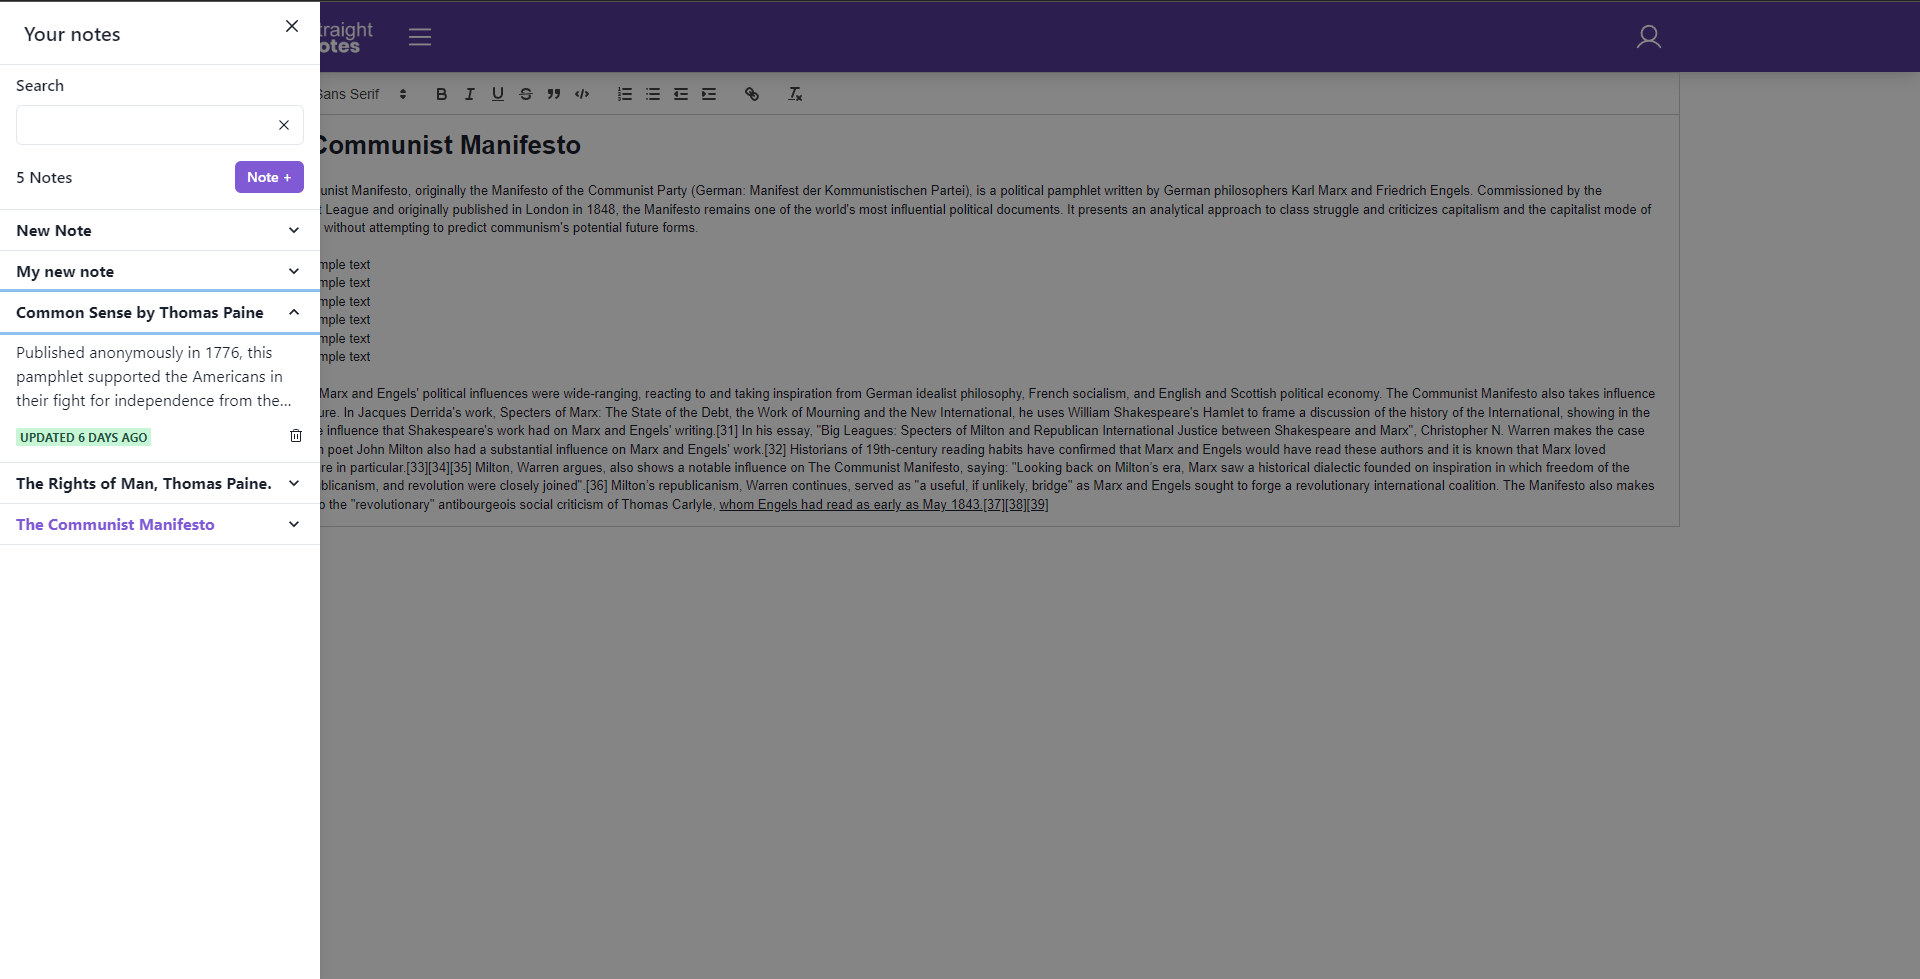 Your notes
Search
5 Notes
Note +
New Note
My new note
Common Sense by Thomas Paine
Published anonymously in 1776, this
pamphlet supported the Americans in
their fight for independence from the...
UPDATED 6 DAYS AGO
The Rights of Man, Thomas Paine.
The Communist Manifesto
raight
otes
Sans Serif
Communist Manifesto
unist Manifesto, originally the Manifesto of the Communist Party (German: Manifest der Kommunistischen Partei), is a political pamphlet written by German philosophers Karl Marx and Friedrich Engels. Commissioned by the
t League and originally published in London in 1848, the Manifesto remains one of the world's most influential political documents. It presents an analytical approach to class struggle and criticizes capitalism and the capitalist mode of
without attempting to predict communism's potential future forms.
mple text
mple text
mple text
mple text
mple text
mple text
Marx and Engels' political influences were wide-ranging, reacting to and taking inspiration from German idealist philosophy, French socialism, and English and Scottish political economy. The Communist Manifesto also takes influence
ure. In Jacques Derrida's work, Specters of Marx: The State of the Debt, the Work of Mourning and the New International, he uses William Shakespeare's Hamlet to frame a discussion of the history of the International, showing in the
e influence that Shakespeare's work had on Marx and Engels' writing.[31] In his essay, "Big Leagues: Specters of Milton and Republican International Justice between Shakespeare and Marx", Christopher N. Warren makes the case
n poet John Milton also had a substantial influence on Marx and Engels' work.[32] Historians of 19th-century reading habits have confirmed that Marx and Engels would have read these authors and it is known that Marx loved
re in particular.[33][34][35] Milton, Warren argues, also shows a notable influence on The Communist Manifesto, saying: "Looking back on Milton's era, Marx saw a historical dialectic founded on inspiration in which freedom of the
blicanism, and revolution were closely joined".[36] Milton's republicanism, Warren continues, served as "a useful, if unlikely, bridge" as Marx and Engels sought to forge a revolutionary international coalition. The Manifesto also makes
o the "revolutionary" antibourgeois social criticism of Thomas Carlyle, whom Engels had read as early as May 1843.[37][38][39]